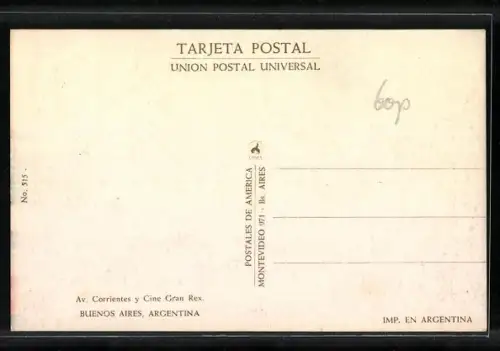 TARJETA POSTAL
UNION POSTAL UNIVERSAL
60p
No. 515 -
POSTALES DE AMERICA
MONTEVIDEO 971 - Bs. AIRES
Av. Corrientes y Cine Gran Rex.
BUENOS AIRES, ARGENTINA
IMP. EN ARGENTINA